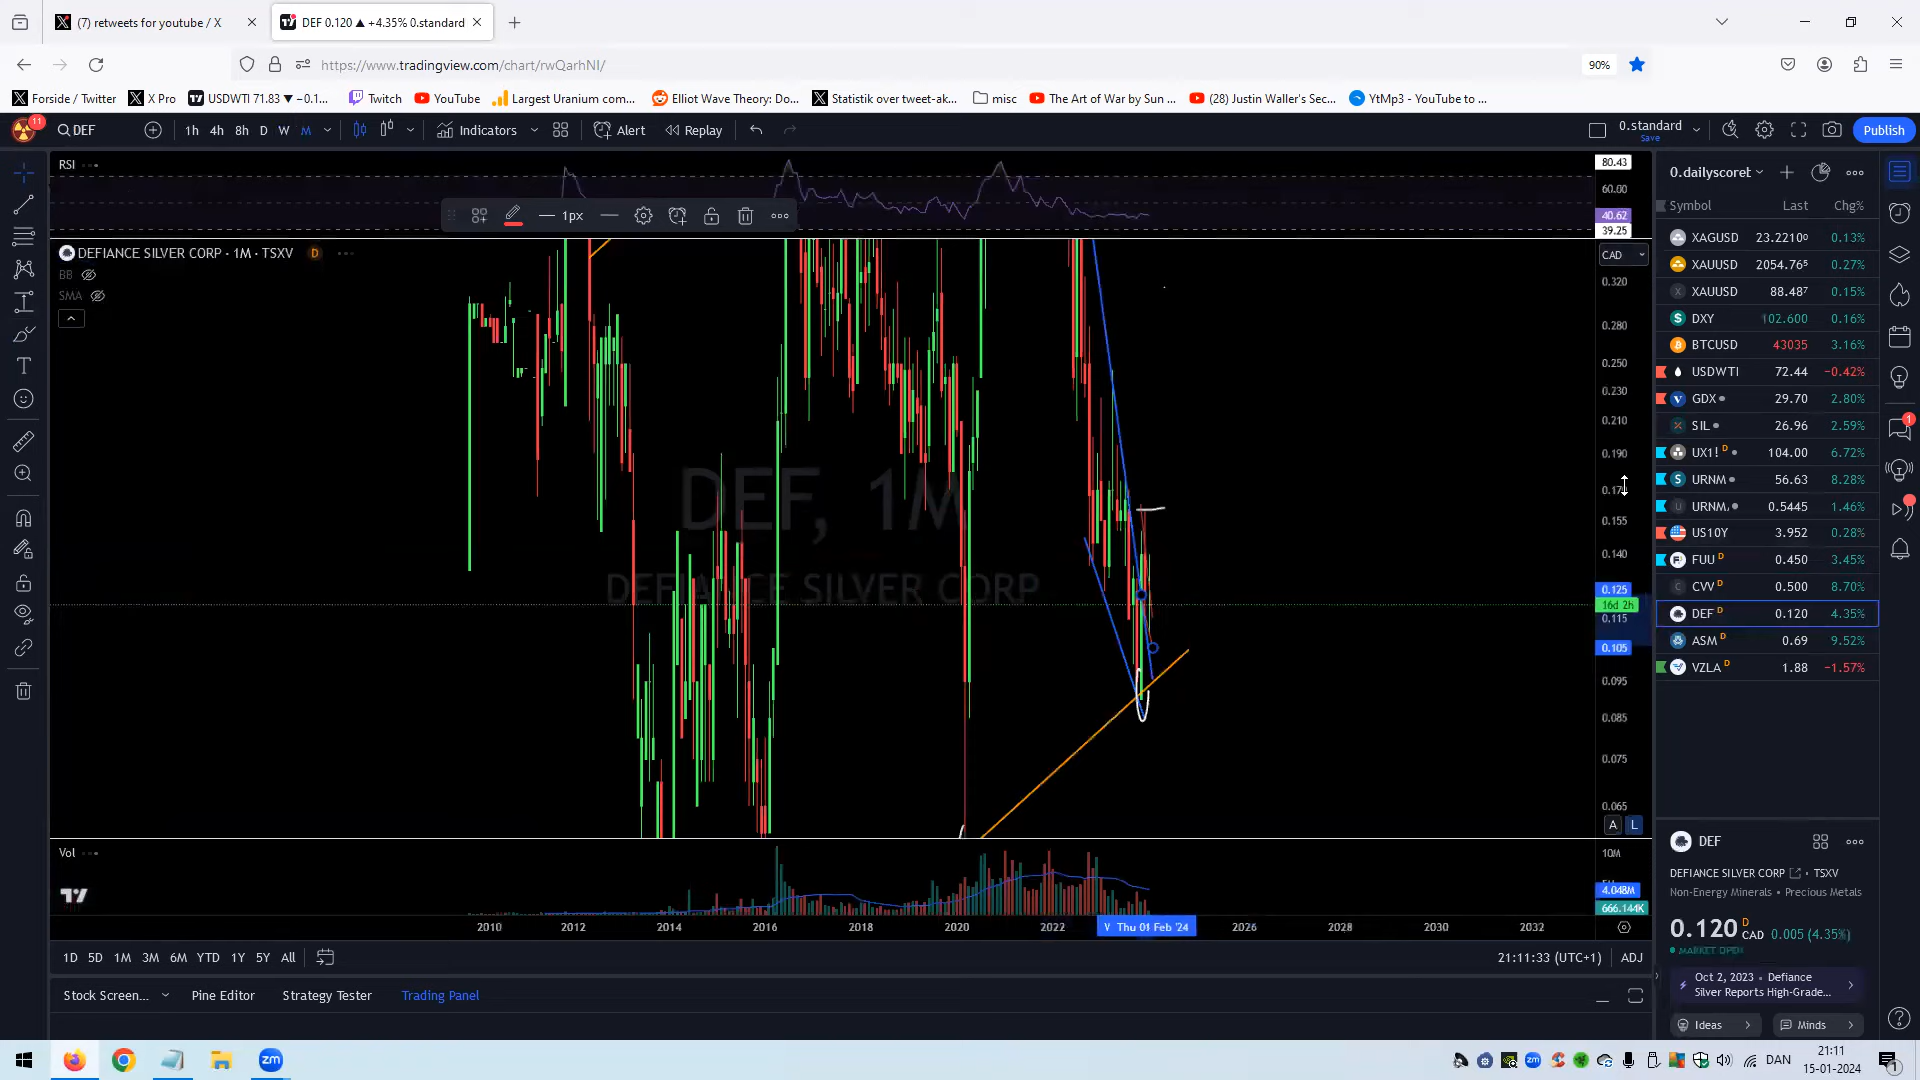 (7) retweets for youtube / X
DEF 0.120 ▲ +4.35% 0.standard
https://www.tradingview.com/chart/rwQarhNI/
90%
Forside / Twitter
X Pro
USDWTI 71.83 ▼ −0.1...
Twitch
YouTube
Largest Uranium com...
Elliot Wave Theory: Do...
Statistik over tweet-ak...
misc
The Art of War by Sun ...
(28) Justin Waller's Sec...
YtMp3 - YouTube to ...
11
DEF
1h 4h 8h D W M
Indicators
Alert
Replay
0.standard
Save
Publish
RSI
80.43
60.00
40.62
39.25
1px
DEFIANCE SILVER CORP · 1M · TSXV D
BB
SMA
CAD
0.320
0.280
0.250
0.230
0.210
0.190
0.155
0.140
0.125
16d 2h
0.115
0.105
0.095
0.085
0.075
0.065
A L
DEF, 1M
DEFIANCE SILVER CORP
Vol
10M
4.048M
666.144K
2010 2012 2014 2016 2018 2020 2022 Thu 01 Feb '24 2026 2028 2030 2032
1D 5D 1M 3M 6M YTD 1Y 5Y All
21:11:33 (UTC+1) ADJ
Stock Screen...
Pine Editor
Strategy Tester
Trading Panel
0.dailyscoret
Symbol Last Chg%
XAGUSD 23.2210⁰ 0.13%
XAUUSD 2054.76⁵ 0.27%
XAUUSD 88.48⁷ 0.15%
DXY 102.600 0.16%
BTCUSD 43035 3.16%
USDWTI 72.44 −0.42%
GDX 29.70 2.80%
SIL 26.96 2.59%
UX1! D 104.00 6.72%
URNM 56.63 8.28%
URNM. 0.5445 1.46%
US10Y 3.952 0.28%
FUU D 0.450 3.45%
CVV D 0.500 8.70%
DEF D 0.120 4.35%
ASM D 0.69 9.52%
VZLA D 1.88 −1.57%
1
DEF
DEFIANCE SILVER CORP • TSXV
Non-Energy Minerals • Precious Metals
0.120 D CAD 0.005 (4.35%)
MARKET OPEN
Oct 2, 2023 • Defiance
Silver Reports High-Grade...
Ideas
Minds
DAN
21:11
15-01-2024
1